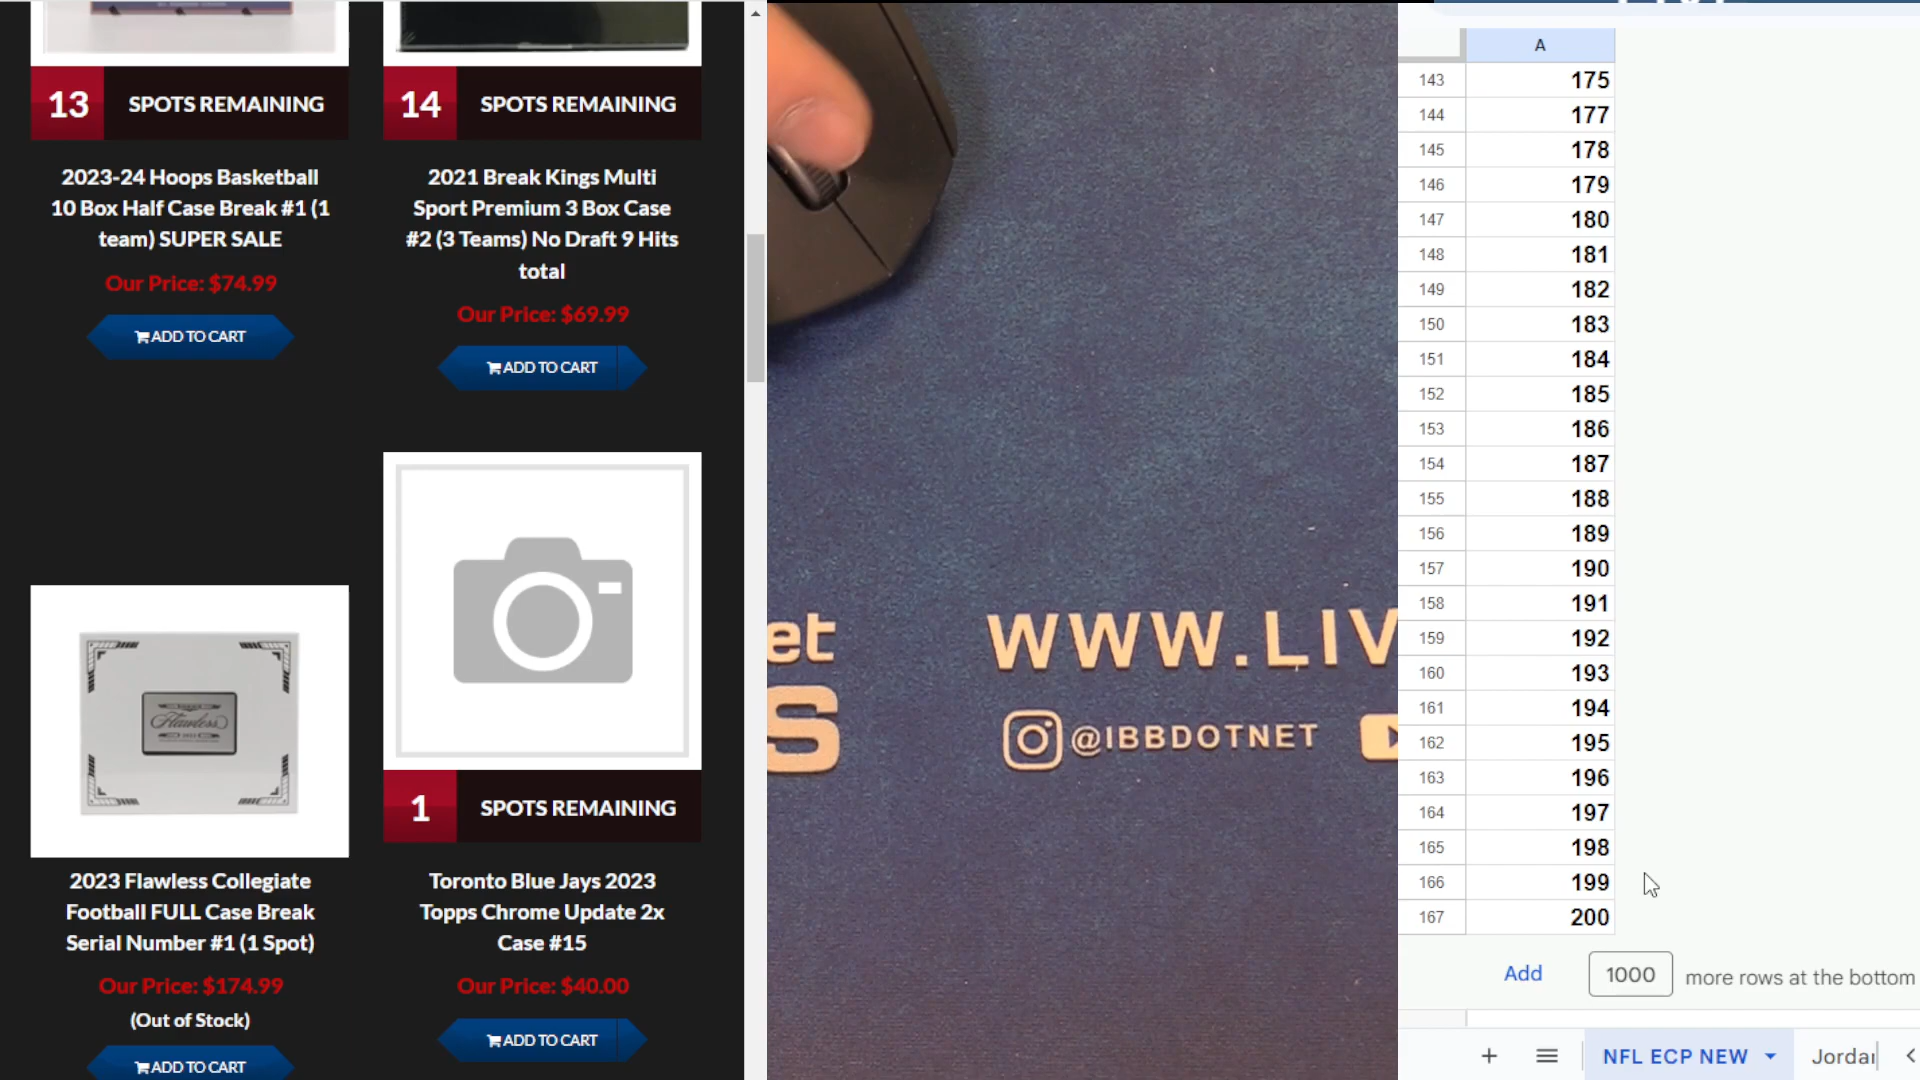 13 SPOTS REMAINING
2023-24 Hoops Basketball
10 Box Half Case Break #1 (1
team) SUPER SALE
Our Price: $74.99
ADD TO CART
14 SPOTS REMAINING
2021 Break Kings Multi
Sport Premium 3 Box Case
#2 (3 Teams) No Draft 9 Hits
total
Our Price: $69.99
ADD TO CART
Flawless
2023 Flawless Collegiate
Football FULL Case Break
Serial Number #1 (1 Spot)
Our Price: $174.99
(Out of Stock)
ADD TO CART
1 SPOTS REMAINING
Toronto Blue Jays 2023
Topps Chrome Update 2x
Case #15
Our Price: $40.00
ADD TO CART
et
S
WWW.LIV
@IBBDOTNET
A
143 175
144 177
145 178
146 179
147 180
148 181
149 182
150 183
151 184
152 185
153 186
154 187
155 188
156 189
157 190
158 191
159 192
160 193
161 194
162 195
163 196
164 197
165 198
166 199
167 200
Add 1000 more rows at the bottom
NFL ECP NEW
Jordan